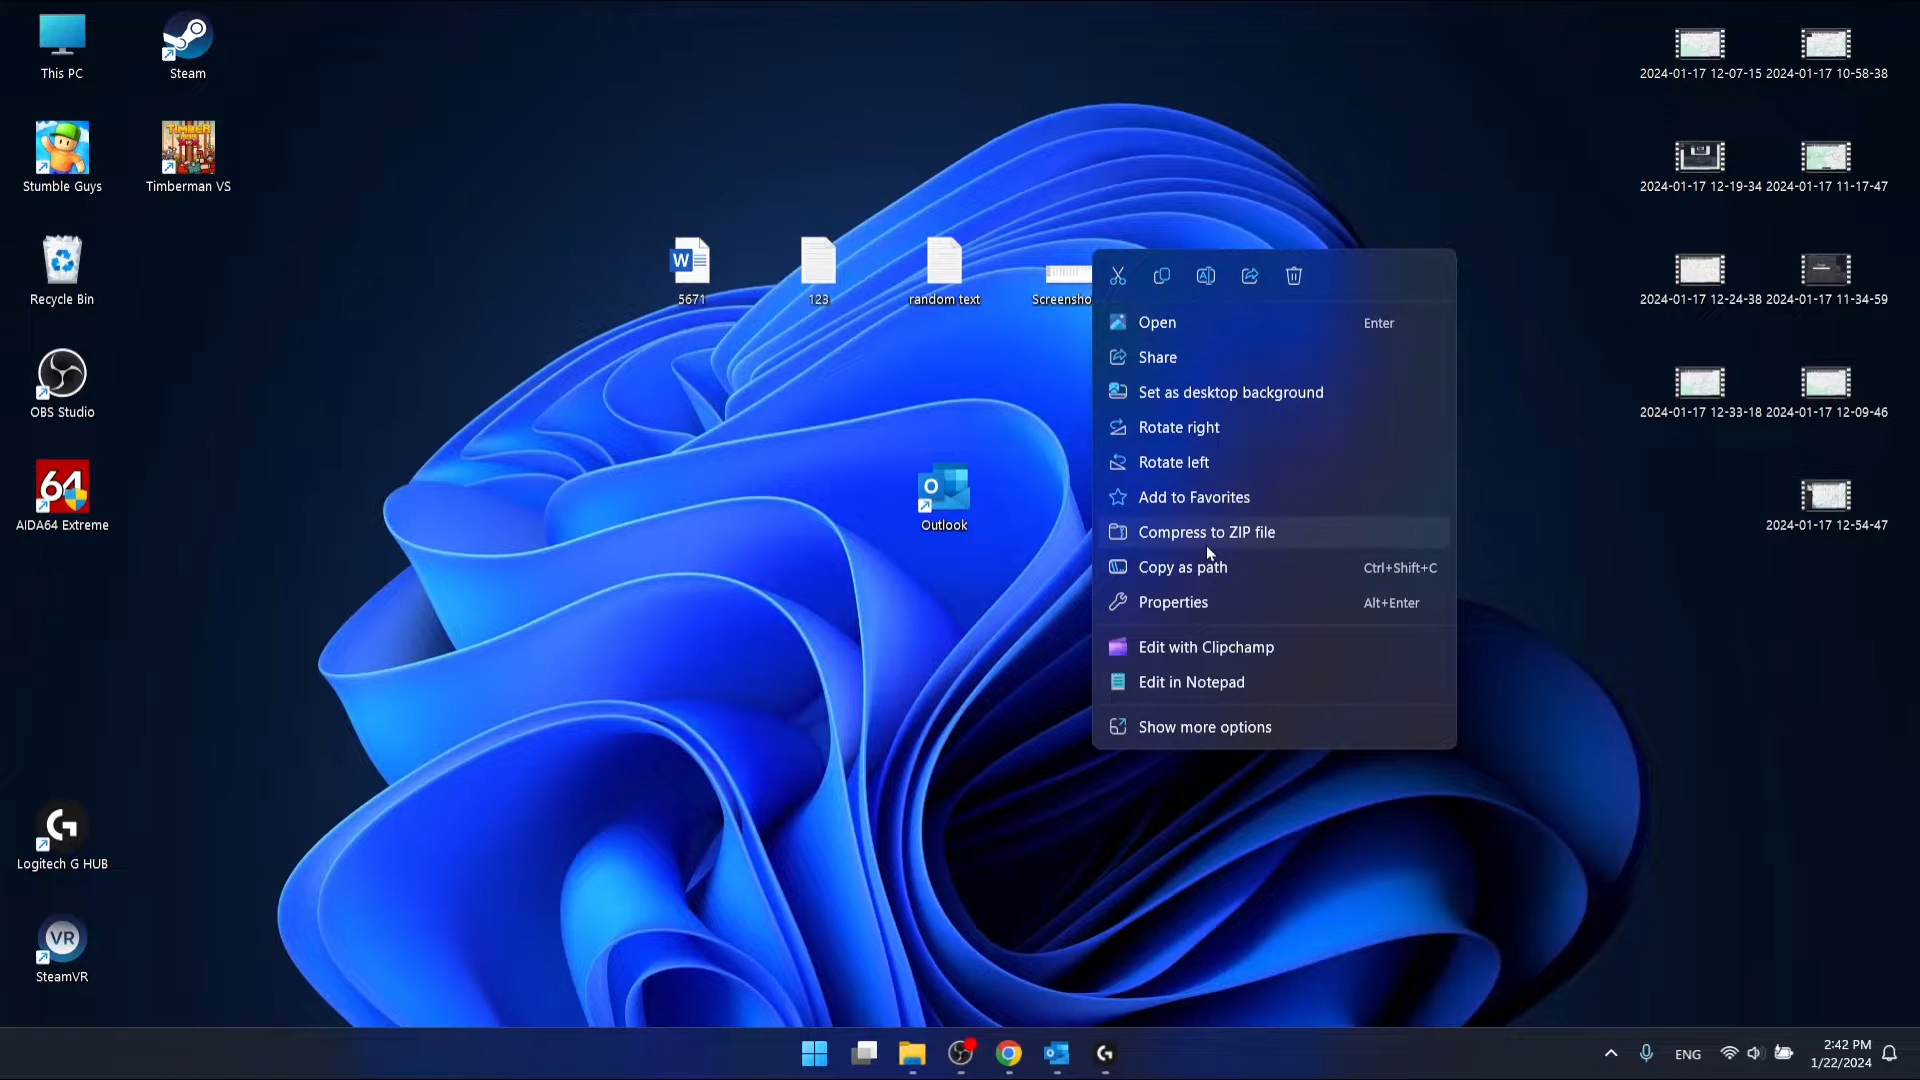 This PC
Steam
Stumble Guys
TIMBER
Timberman VS
Recycle Bin
OBS Studio
64
AIDA64 Extreme
Logitech G HUB
VR
SteamVR
W
5671
123
random text
Screensho
O
Outlook
Open Enter
Share
Set as desktop background
Rotate right
Rotate left
Add to Favorites
Compress to ZIP file
Copy as path Ctrl+Shift+C
Properties Alt+Enter
Edit with Clipchamp
Edit in Notepad
Show more options
2024-01-17 12-07-15 2024-01-17 10-58-38
2024-01-17 12-19-34 2024-01-17 11-17-47
2024-01-17 12-24-38 2024-01-17 11-34-59
2024-01-17 12-33-18 2024-01-17 12-09-46
2024-01-17 12-54-47
ENG
2:42 PM
1/22/2024